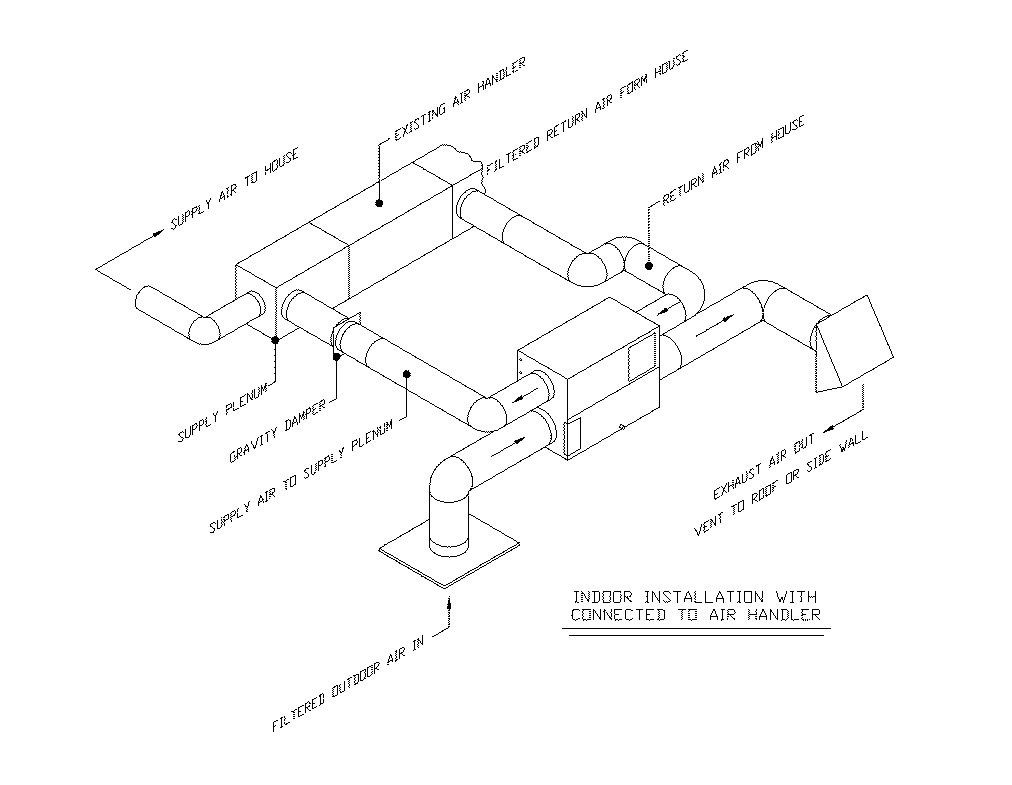 EXISTING AIR HANDLER
FILTERED RETURN AIR FORM HOUSE
SUPPLY AIR TO HOUSE
RETURN AIR FROM HOUSE
SUPPLY PLENUM
GRAVITY DAMPER
SUPPLY AIR TO SUPPLY PLENUM
EXHAUST AIR OUT
VENT TO ROOF OR SIDE WALL
INDOOR INSTALLATION WITH
CONNECTED TO AIR HANDLER
FILTERED OUTDOOR AIR IN